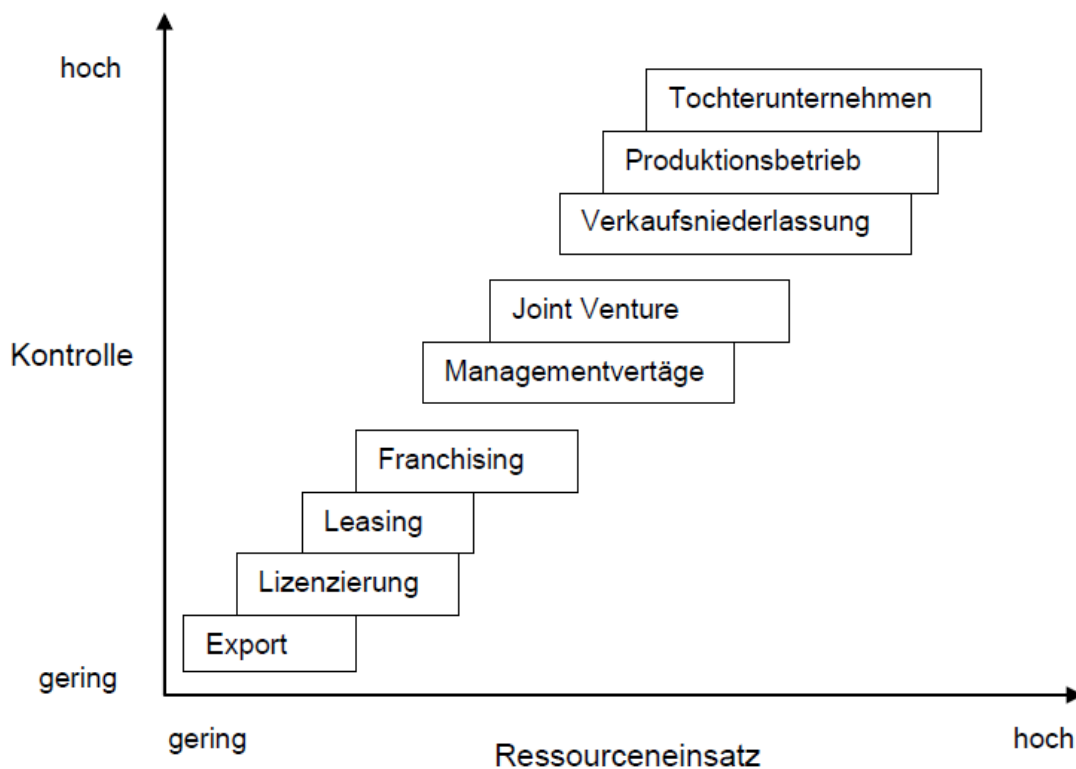 hoch
Tochterunternehmen
Produktionsbetrieb
Verkaufsniederlassung
Joint Venture
Kontrolle
Managementvertäge
Franchising
Leasing
Lizenzierung
Export
gering
gering
hoch
Ressourceneinsatz